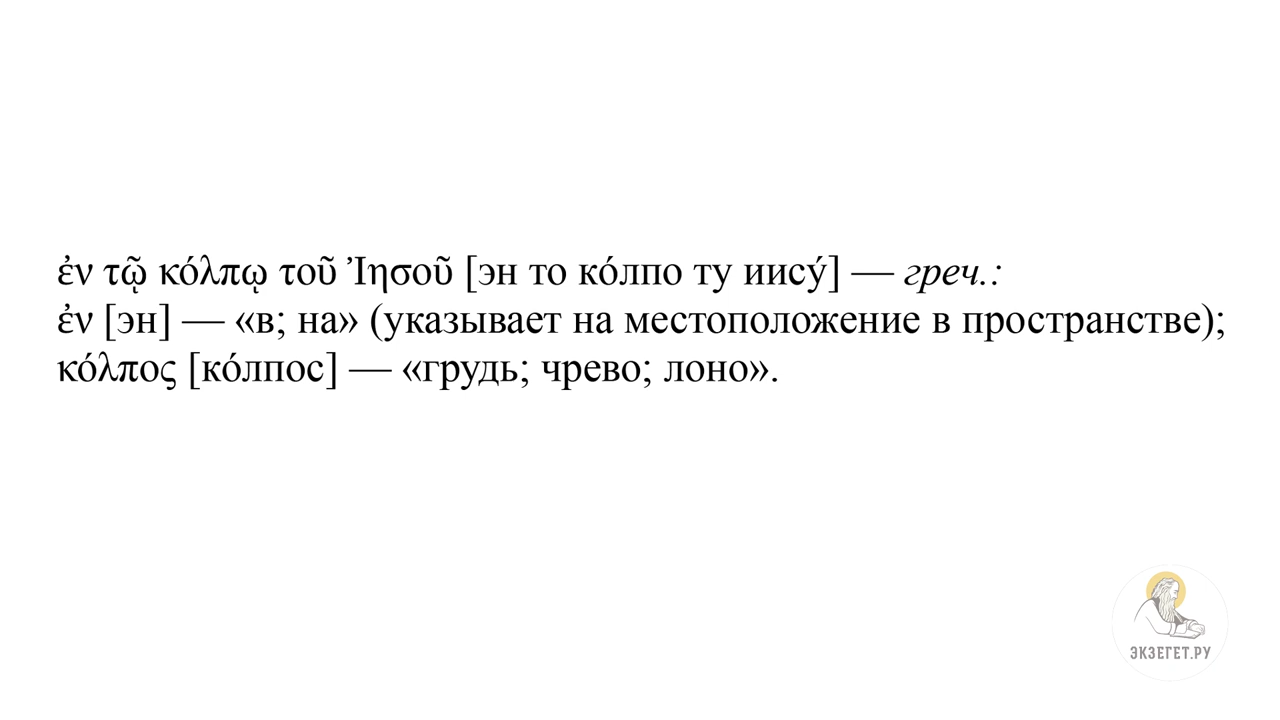 ἐν τῷ κόλπῳ τοῦ Ἰησοῦ [эн то ко́лпо ту иису́] — греч.:
ἐν [эн] — «в; на» (указывает на местоположение в пространстве);
κόλπος [ко́лпос] — «грудь; чрево; лоно».
ЭКЗЕГЕТ.РУ